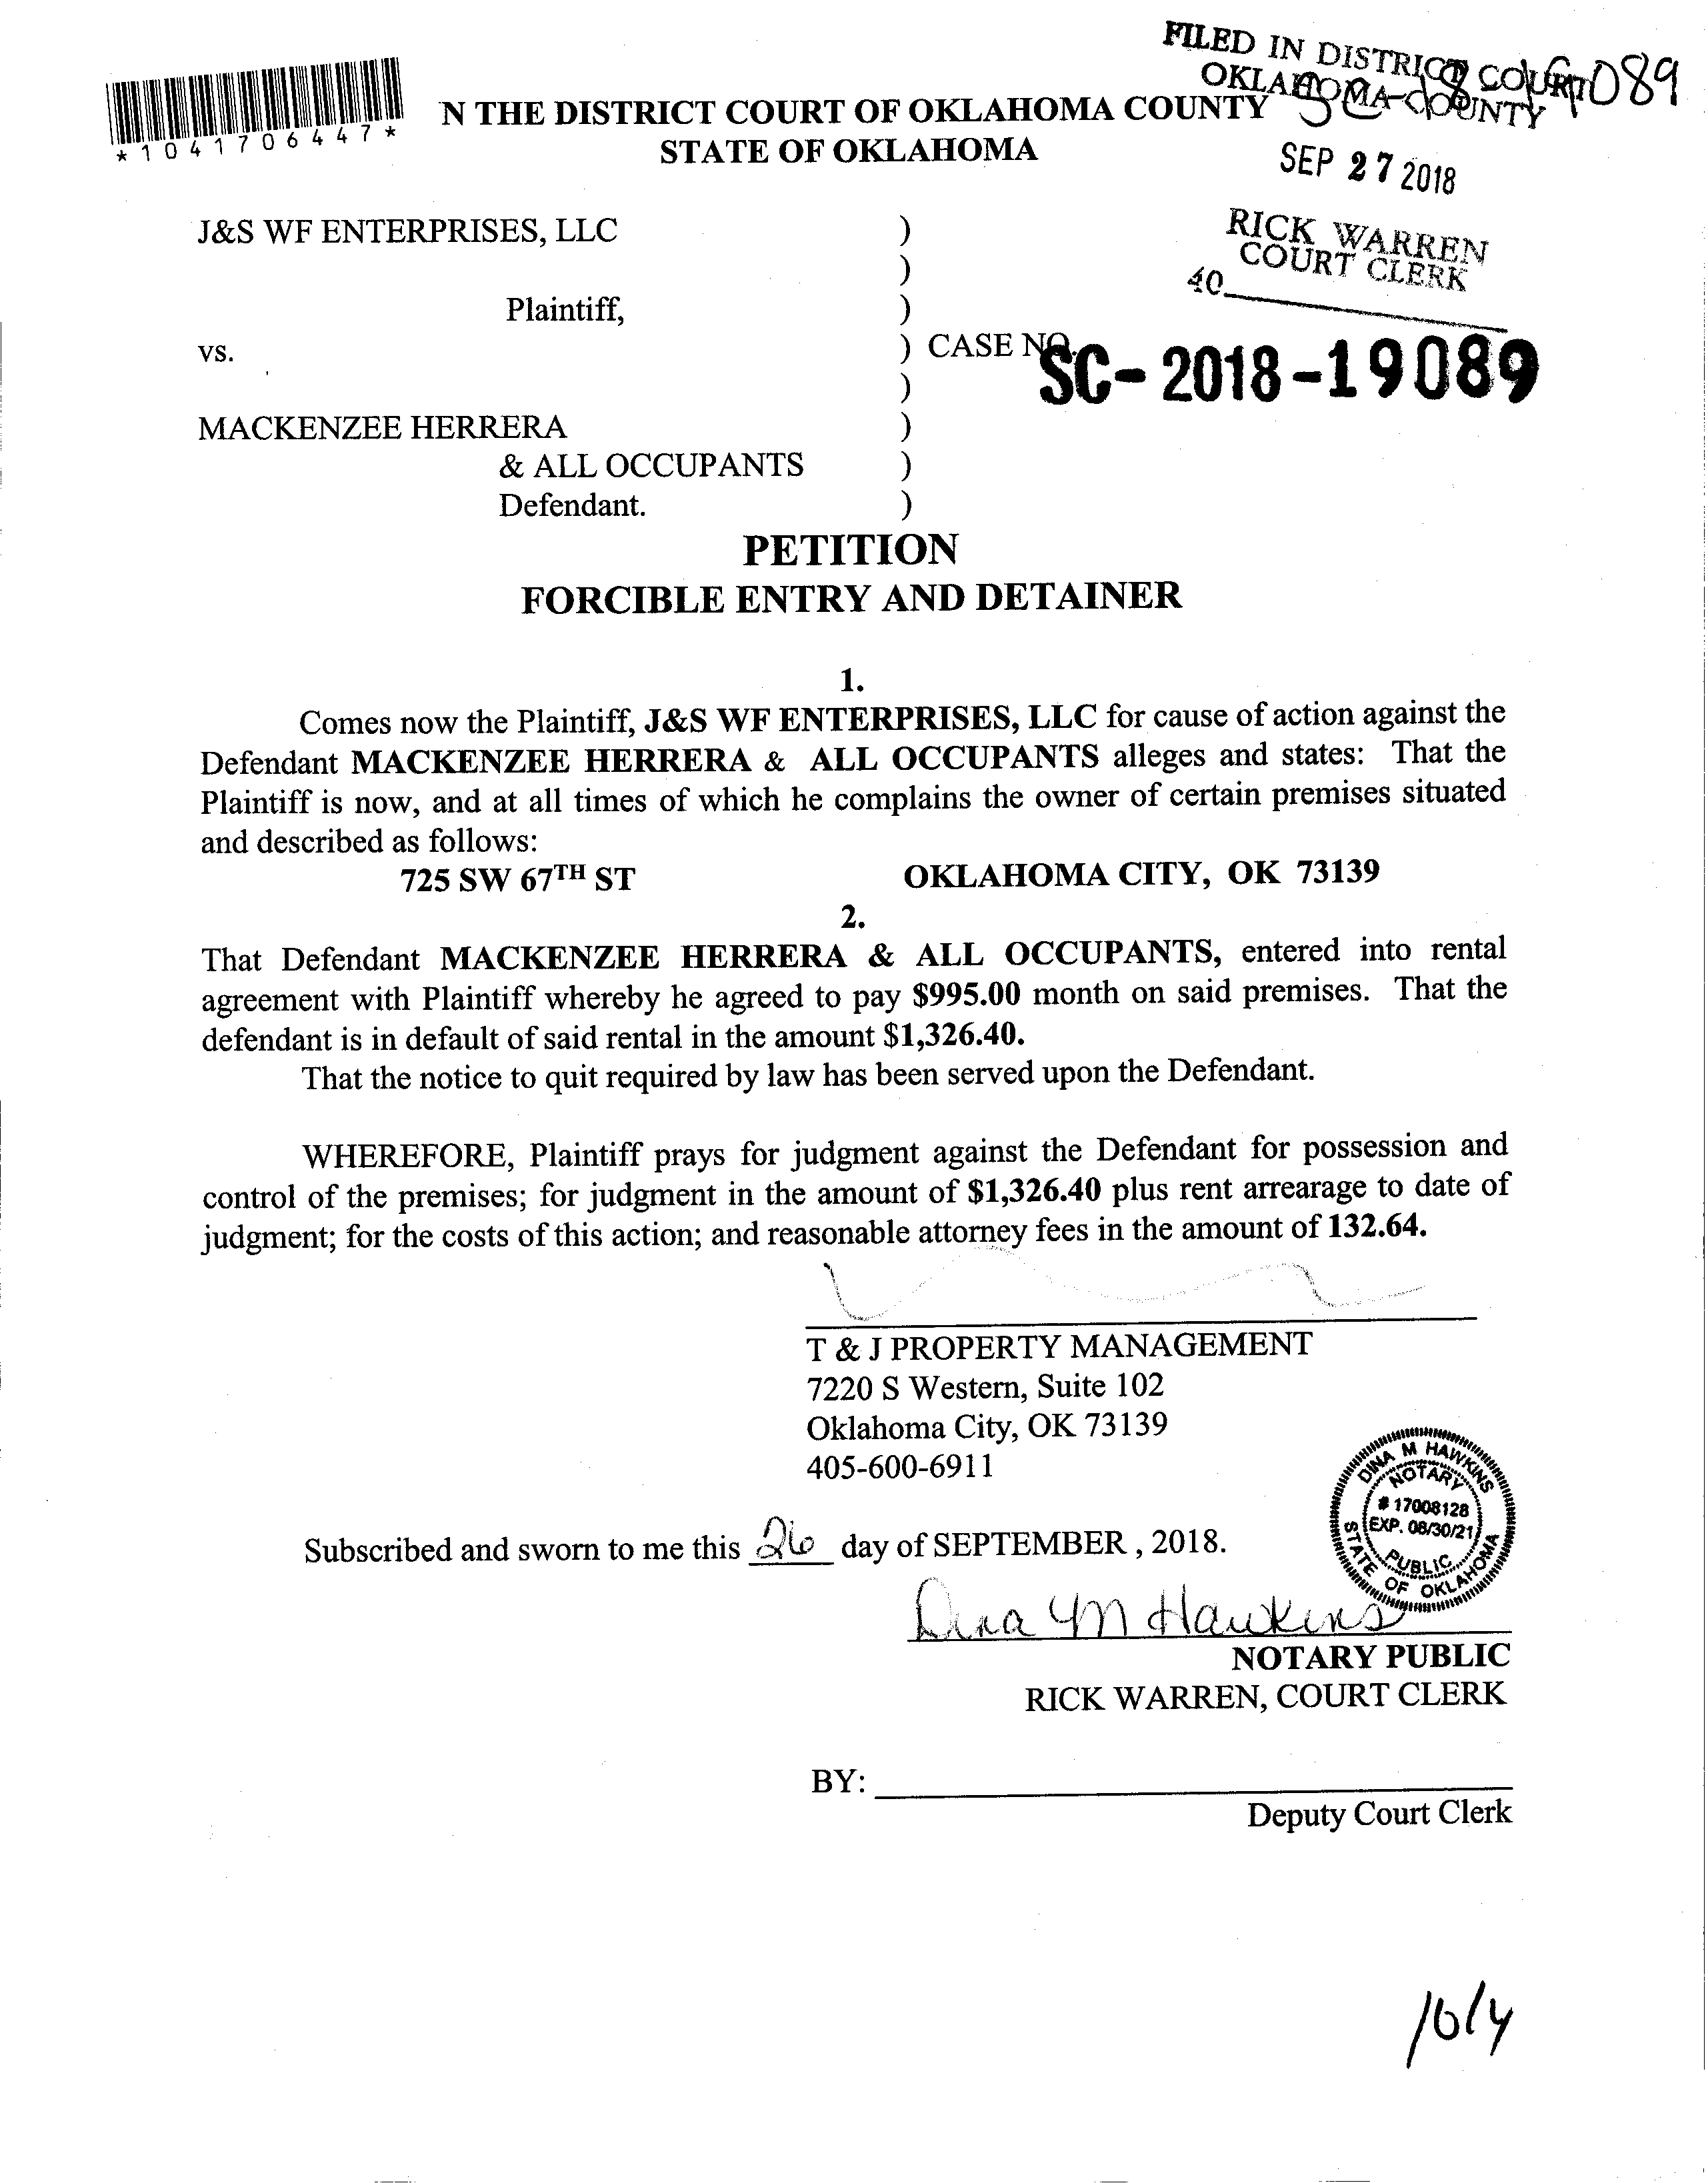 FILED IN DISTRICT COURT
OKLAHOMA COUNTY
SC-18-19089
*1041706447*
N THE DISTRICT COURT OF OKLAHOMA COUNTY
STATE OF OKLAHOMA
SEP 27 2018
RICK WARREN
COURT CLERK
40
J&S WF ENTERPRISES, LLC )
)
Plaintiff, )
vs. ) CASE NO. SC-2018-19089
)
MACKENZEE HERRERA )
& ALL OCCUPANTS )
Defendant. )
PETITION
FORCIBLE ENTRY AND DETAINER
1.
Comes now the Plaintiff, J&S WF ENTERPRISES, LLC for cause of action against the
Defendant MACKENZEE HERRERA & ALL OCCUPANTS alleges and states: That the
Plaintiff is now, and at all times of which he complains the owner of certain premises situated
and described as follows:
725 SW 67TH ST OKLAHOMA CITY, OK 73139
2.
That Defendant MACKENZEE HERRERA & ALL OCCUPANTS, entered into rental
agreement with Plaintiff whereby he agreed to pay $995.00 month on said premises. That the
defendant is in default of said rental in the amount $1,326.40.
That the notice to quit required by law has been served upon the Defendant.
WHEREFORE, Plaintiff prays for judgment against the Defendant for possession and
control of the premises; for judgment in the amount of $1,326.40 plus rent arrearage to date of
judgment; for the costs of this action; and reasonable attorney fees in the amount of 132.64.
T & J PROPERTY MANAGEMENT
7220 S Western, Suite 102
Oklahoma City, OK 73139
405-600-6911
DINA M HAWKINS
NOTARY
# 17008128
EXP. 08/30/21
PUBLIC
STATE OF OKLAHOMA
Subscribed and sworn to me this 26 day of SEPTEMBER , 2018.
Dina M Hawkins
NOTARY PUBLIC
RICK WARREN, COURT CLERK
BY:
Deputy Court Clerk
10/4